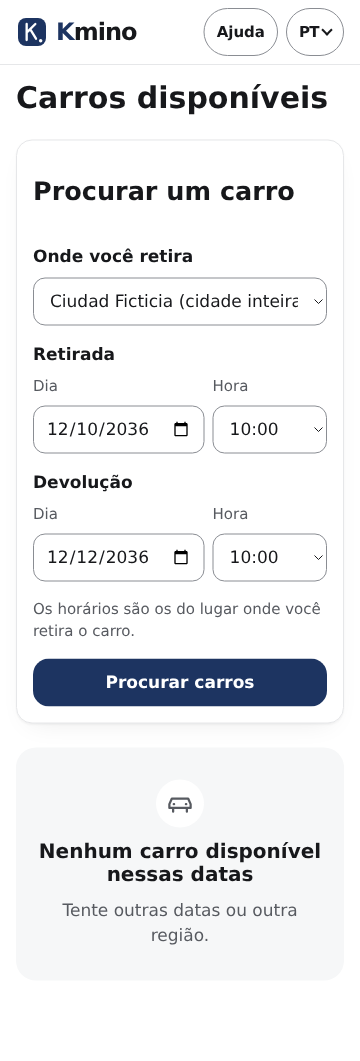 K. Kmino
Ajuda
PT
Carros disponíveis
Procurar um carro
Onde você retira
Ciudad Ficticia (cidade inteira
Retirada
Dia
Hora
12/10/2036
10:00
Devolução
Dia
Hora
12/12/2036
10:00
Os horários são os do lugar onde você
retira o carro.
Procurar carros
Nenhum carro disponível
nessas datas
Tente outras datas ou outra
região.